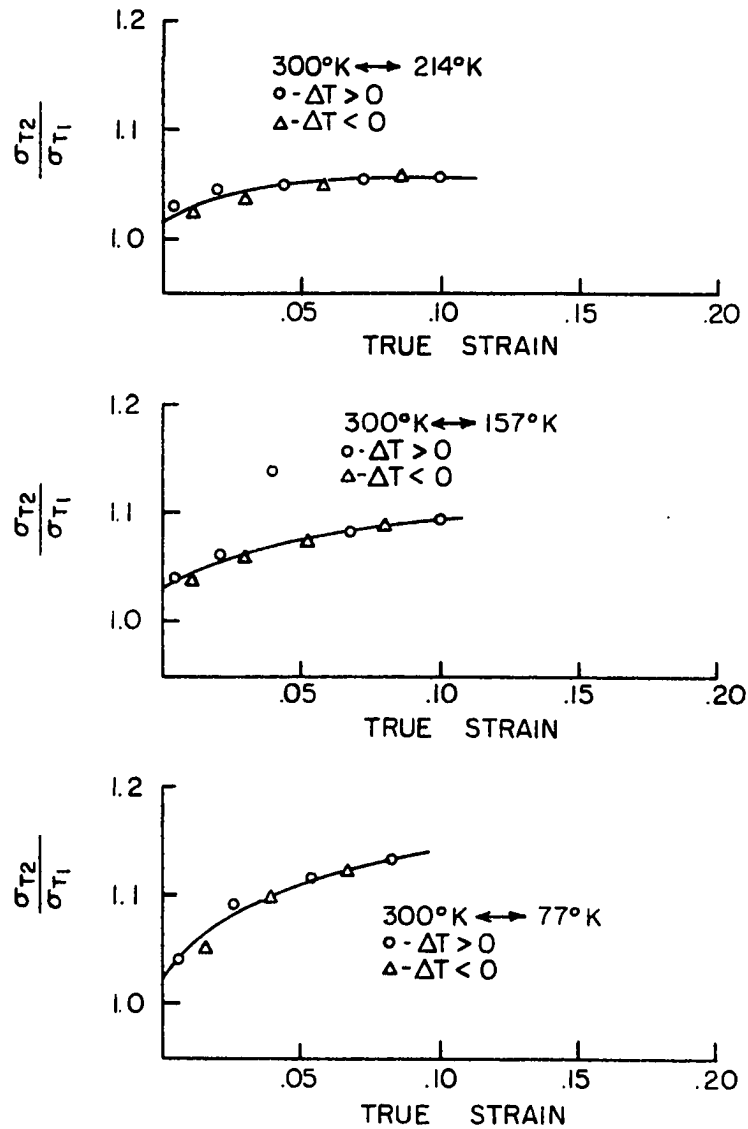 1.2
300°K ↔ 214°K
o - ΔT > 0
Δ - ΔT < 0
σT2
σT1
1.1
1.0
.05 .10 .15 .20
TRUE STRAIN
1.2
300°K ↔ 157°K
o - ΔT > 0
Δ - ΔT < 0
σT2
σT1
1.1
1.0
.05 .10 .15 .20
TRUE STRAIN
1.2
σT2
σT1
1.1
300°K ↔ 77°K
o - ΔT > 0
Δ - ΔT < 0
1.0
.05 .10 .15 .20
TRUE STRAIN